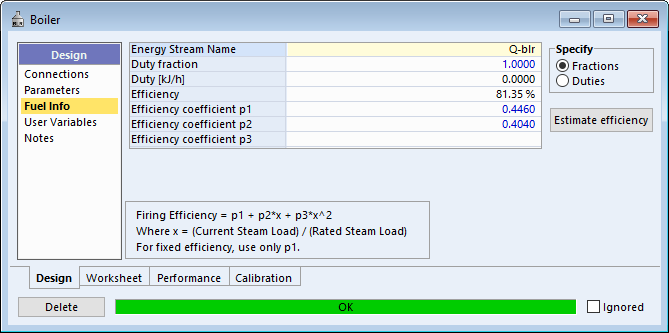 Boiler
Design
Connections
Parameters
Fuel Info
User Variables
Notes
Energy Stream Name Q-blr
Duty fraction 1.0000
Duty [kJ/h] 0.0000
Efficiency 81.35 %
Efficiency coefficient p1 0.4460
Efficiency coefficient p2 0.4040
Efficiency coefficient p3
Specify
Fractions
Duties
Estimate efficiency
Firing Efficiency = p1 + p2*x + p3*x^2
Where x = (Current Steam Load) / (Rated Steam Load)
For fixed efficiency, use only p1.
Design Worksheet Performance Calibration
Delete OK Ignored